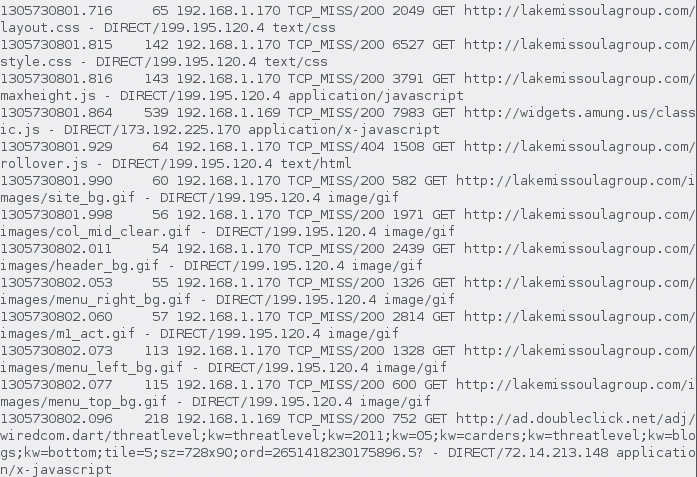 1305730801.716     65 192.168.1.170 TCP_MISS/200 2049 GET http://lakemissoulagroup.com/
layout.css - DIRECT/199.195.120.4 text/css
1305730801.815    142 192.168.1.170 TCP_MISS/200 6527 GET http://lakemissoulagroup.com/
style.css - DIRECT/199.195.120.4 text/css
1305730801.816    143 192.168.1.170 TCP_MISS/200 3791 GET http://lakemissoulagroup.com/
maxheight.js - DIRECT/199.195.120.4 application/javascript
1305730801.864    539 192.168.1.169 TCP_MISS/200 7983 GET http://widgets.amung.us/class
ic.js - DIRECT/173.192.225.170 application/x-javascript
1305730801.929     64 192.168.1.170 TCP_MISS/404 1508 GET http://lakemissoulagroup.com/
rollover.js - DIRECT/199.195.120.4 text/html
1305730801.990     60 192.168.1.170 TCP_MISS/200 582 GET http://lakemissoulagroup.com/i
mages/site_bg.gif - DIRECT/199.195.120.4 image/gif
1305730801.998     56 192.168.1.170 TCP_MISS/200 1971 GET http://lakemissoulagroup.com/
images/col_mid_clear.gif - DIRECT/199.195.120.4 image/gif
1305730802.011     54 192.168.1.170 TCP_MISS/200 2439 GET http://lakemissoulagroup.com/
images/header_bg.gif - DIRECT/199.195.120.4 image/gif
1305730802.053     55 192.168.1.170 TCP_MISS/200 1326 GET http://lakemissoulagroup.com/
images/menu_right_bg.gif - DIRECT/199.195.120.4 image/gif
1305730802.060     57 192.168.1.170 TCP_MISS/200 2814 GET http://lakemissoulagroup.com/
images/m1_act.gif - DIRECT/199.195.120.4 image/gif
1305730802.073    113 192.168.1.170 TCP_MISS/200 1328 GET http://lakemissoulagroup.com/
images/menu_left_bg.gif - DIRECT/199.195.120.4 image/gif
1305730802.077    115 192.168.1.170 TCP_MISS/200 600 GET http://lakemissoulagroup.com/i
mages/menu_top_bg.gif - DIRECT/199.195.120.4 image/gif
1305730802.096    218 192.168.1.169 TCP_MISS/200 752 GET http://ad.doubleclick.net/adj/
wiredcom.dart/threatlevel;kw=threatlevel;kw=2011;kw=05;kw=carders;kw=threatlevel;kw=blo
gs;kw=bottom;tile=5;sz=728x90;ord=2651418230175896.5? - DIRECT/72.14.213.148 applicatio
n/x-javascript